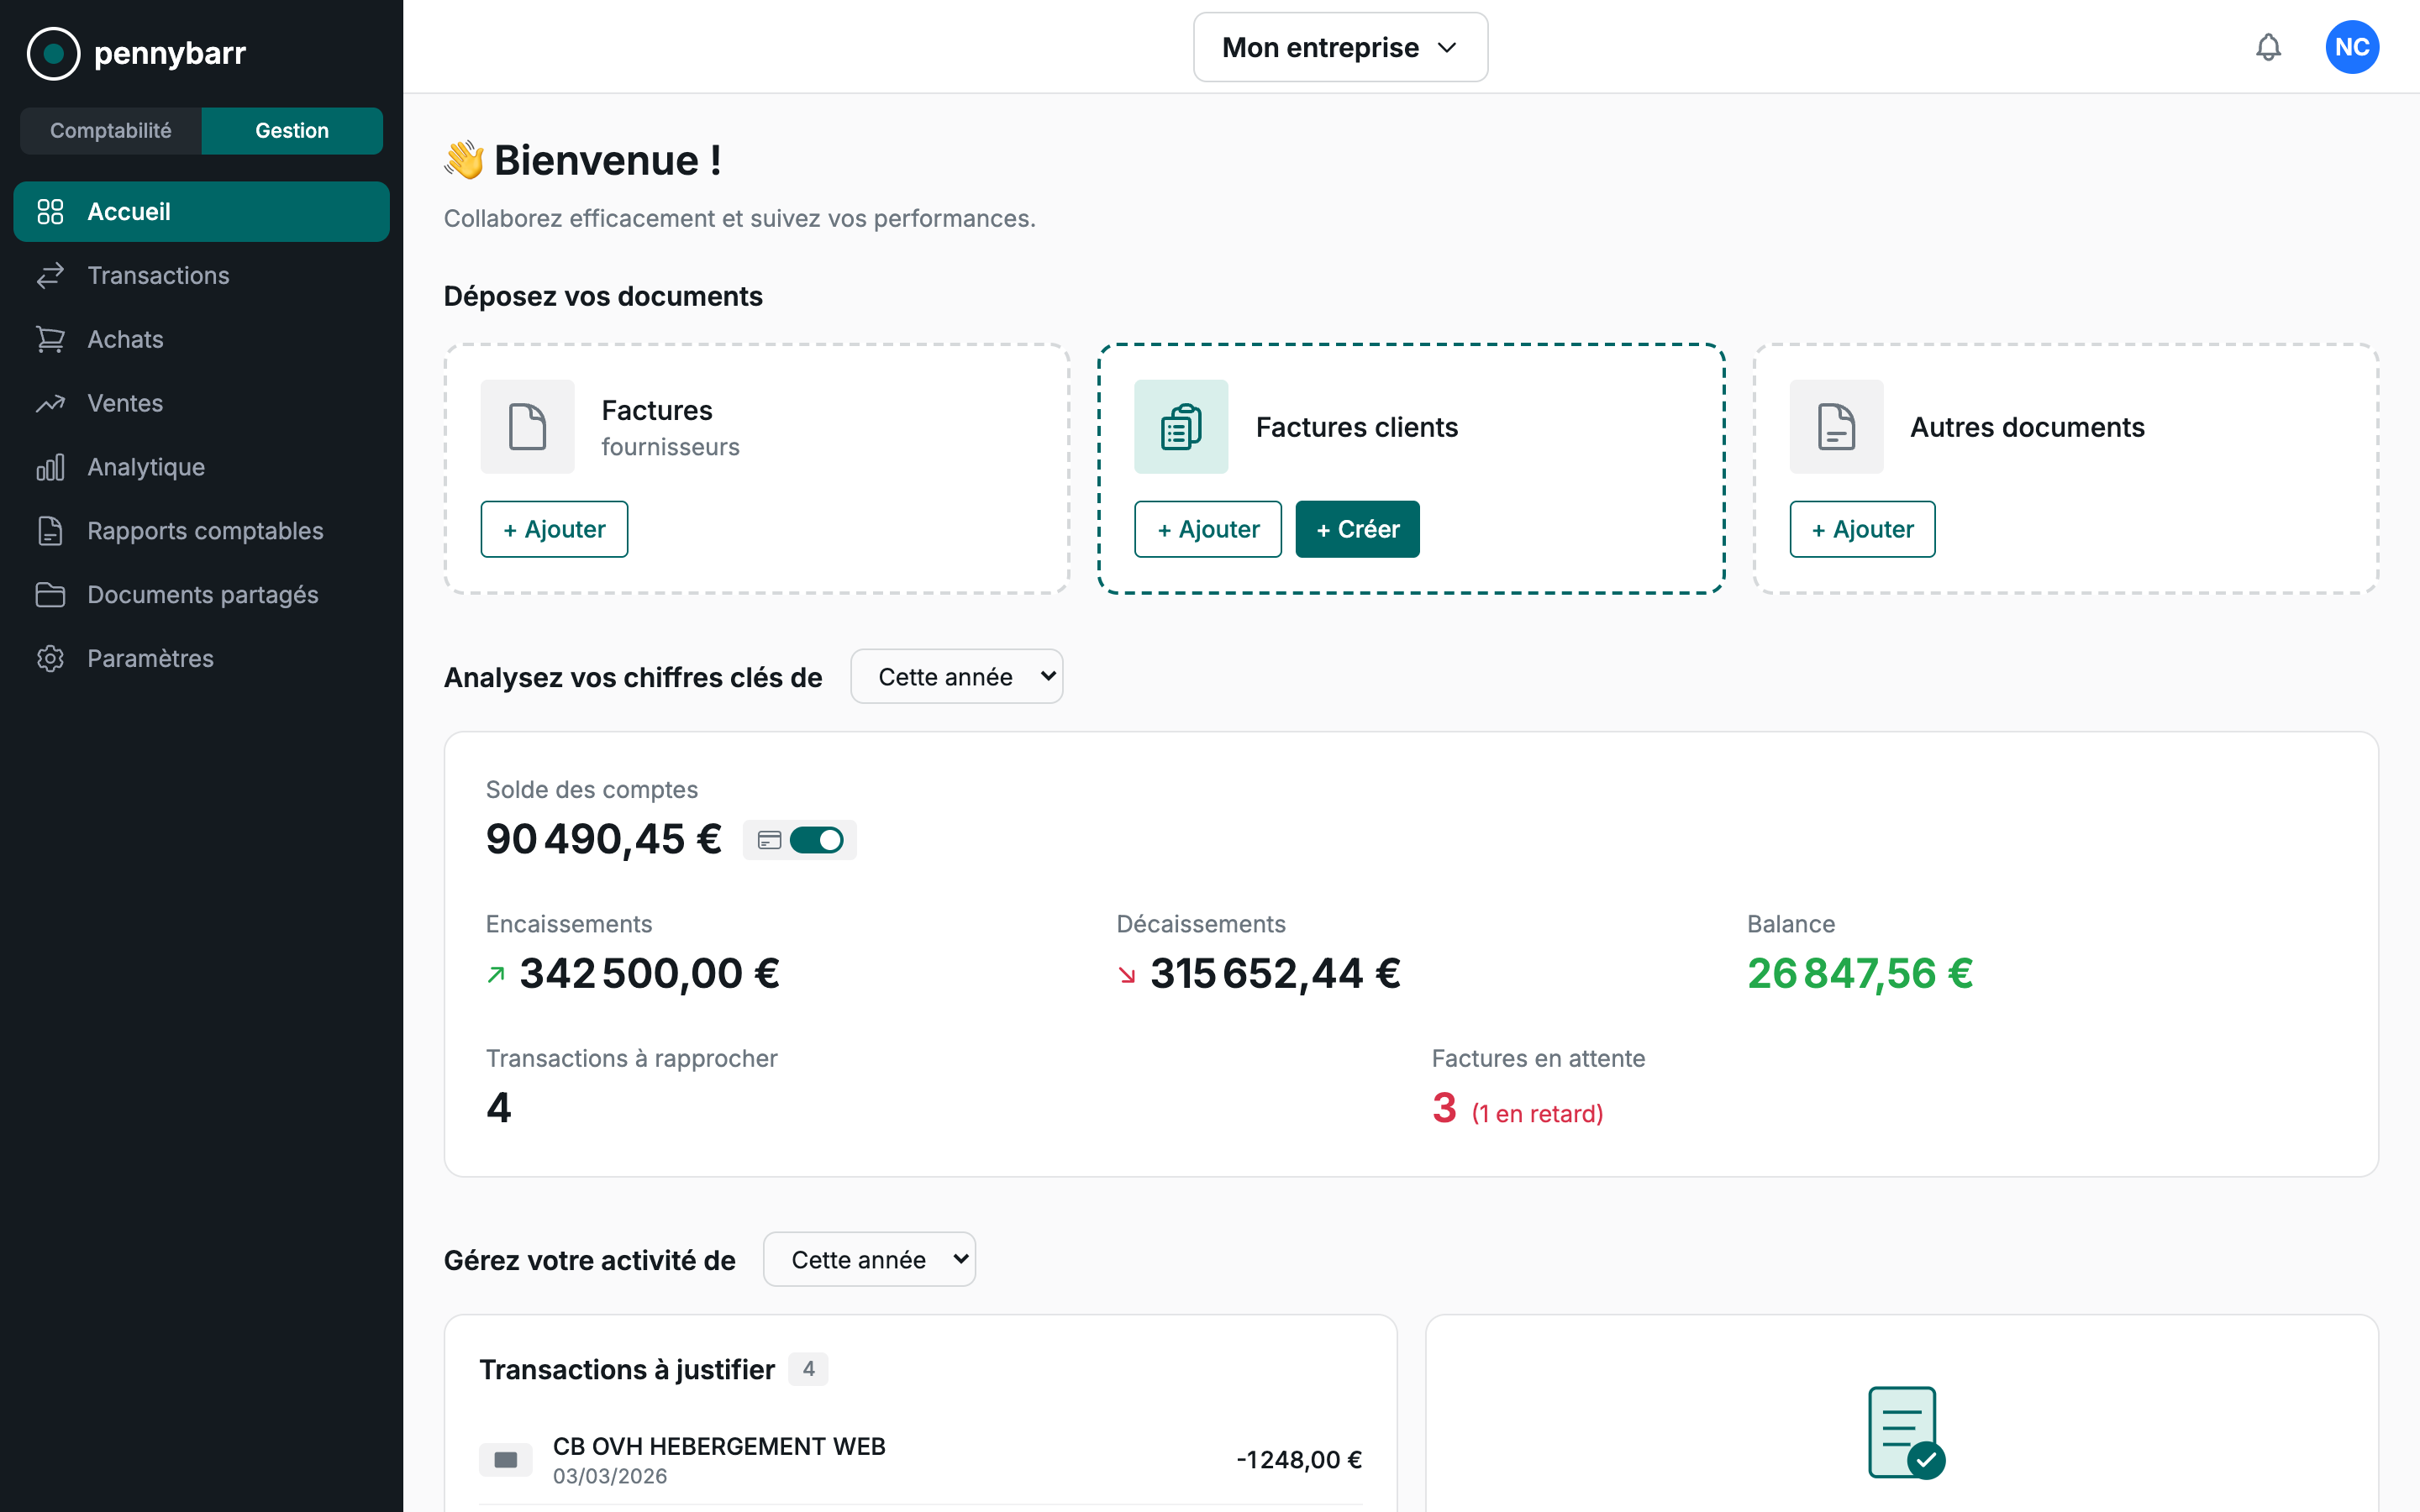 pennybarr
Comptabilité
Gestion
Accueil
Transactions
Achats
Ventes
Analytique
Rapports comptables
Documents partagés
Paramètres
Mon entreprise
NC
👋 Bienvenue !
Collaborez efficacement et suivez vos performances.
Déposez vos documents
Factures
fournisseurs
+ Ajouter
Factures clients
+ Ajouter
+ Créer
Autres documents
+ Ajouter
Analysez vos chiffres clés de
Cette année
Solde des comptes
90 490,45 €
Encaissements
342 500,00 €
Décaissements
315 652,44 €
Balance
26 847,56 €
Transactions à rapprocher
4
Factures en attente
3 (1 en retard)
Gérez votre activité de
Cette année
Transactions à justifier
4
CB OVH HEBERGEMENT WEB
03/03/2026
-1 248,00 €